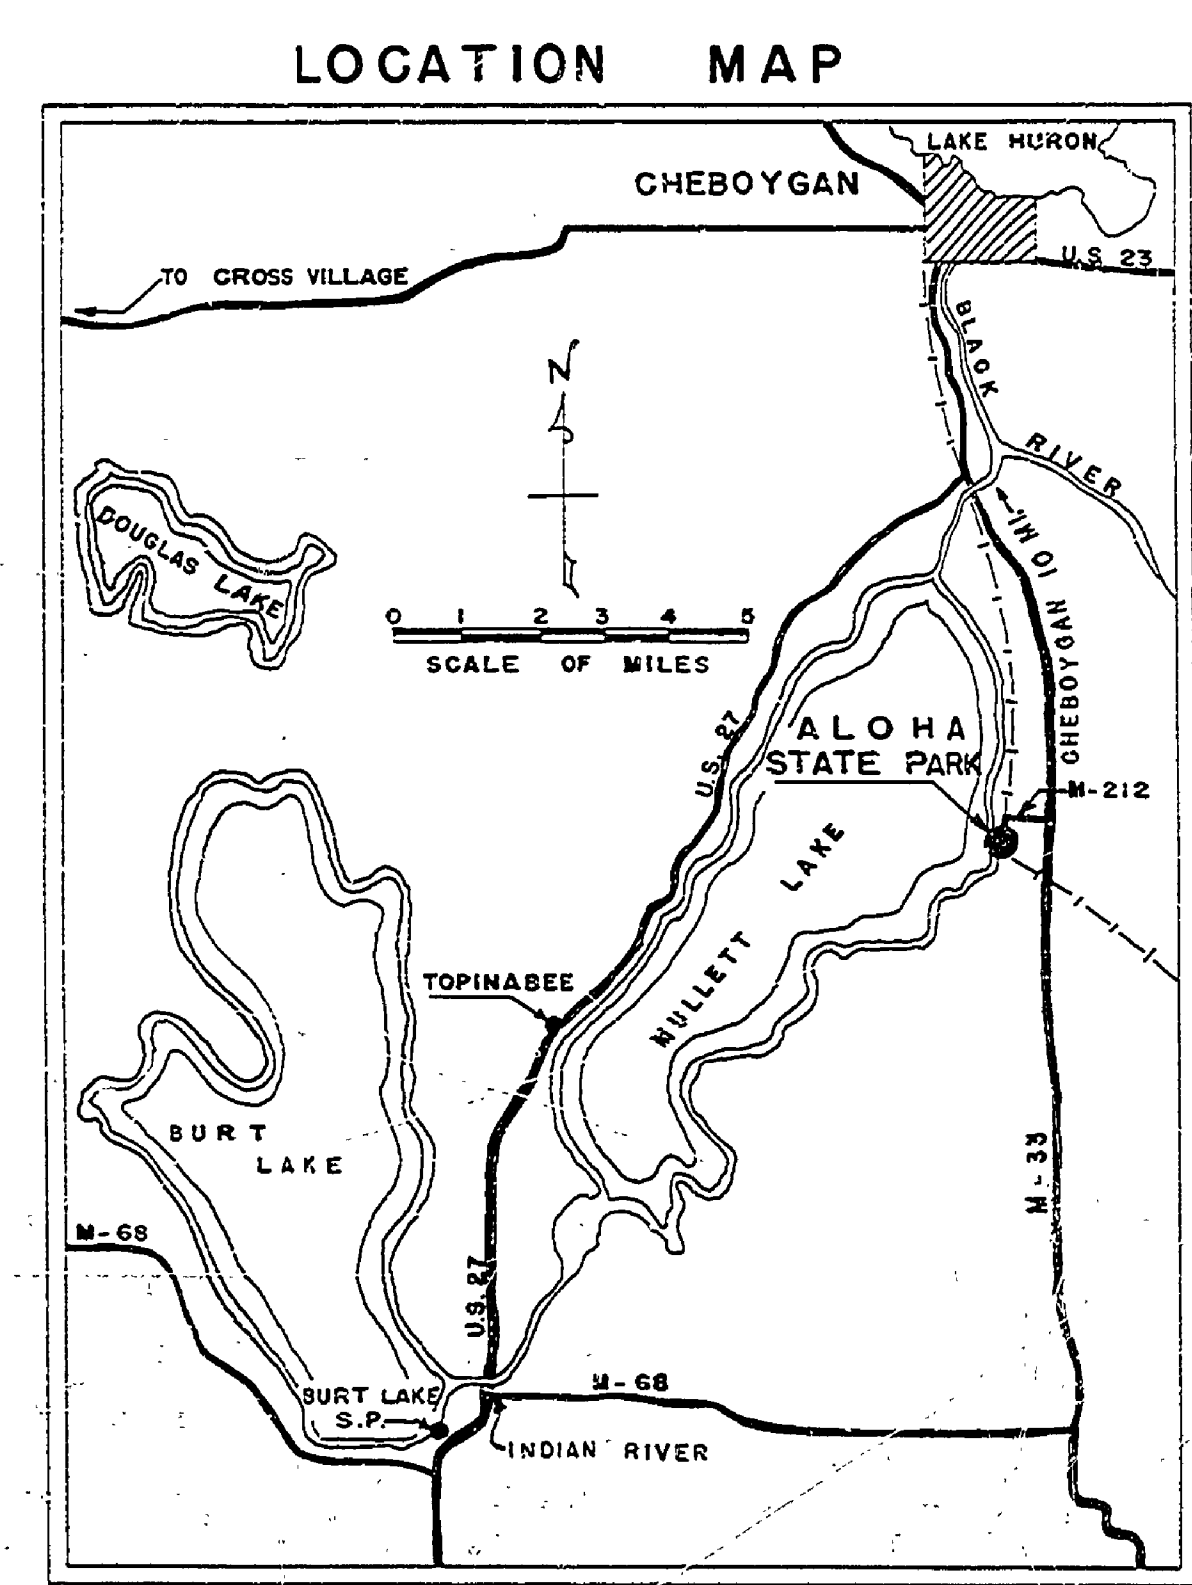 LOCATION MAP
LAKE HURON
CHEBOYGAN
U.S. 23
TO CROSS VILLAGE
BLACK
RIVER
N
DOUGLAS LAKE
10 MI.
CHEBOYGAN
0 1 2 3 4 5
SCALE OF MILES
U.S. 27
ALOHA
STATE PARK
M-212
MULLETT LAKE
TOPINABEE
BURT
LAKE
M-33
M-68
U.S. 27
M-68
BURT LAKE
S.P.
INDIAN RIVER